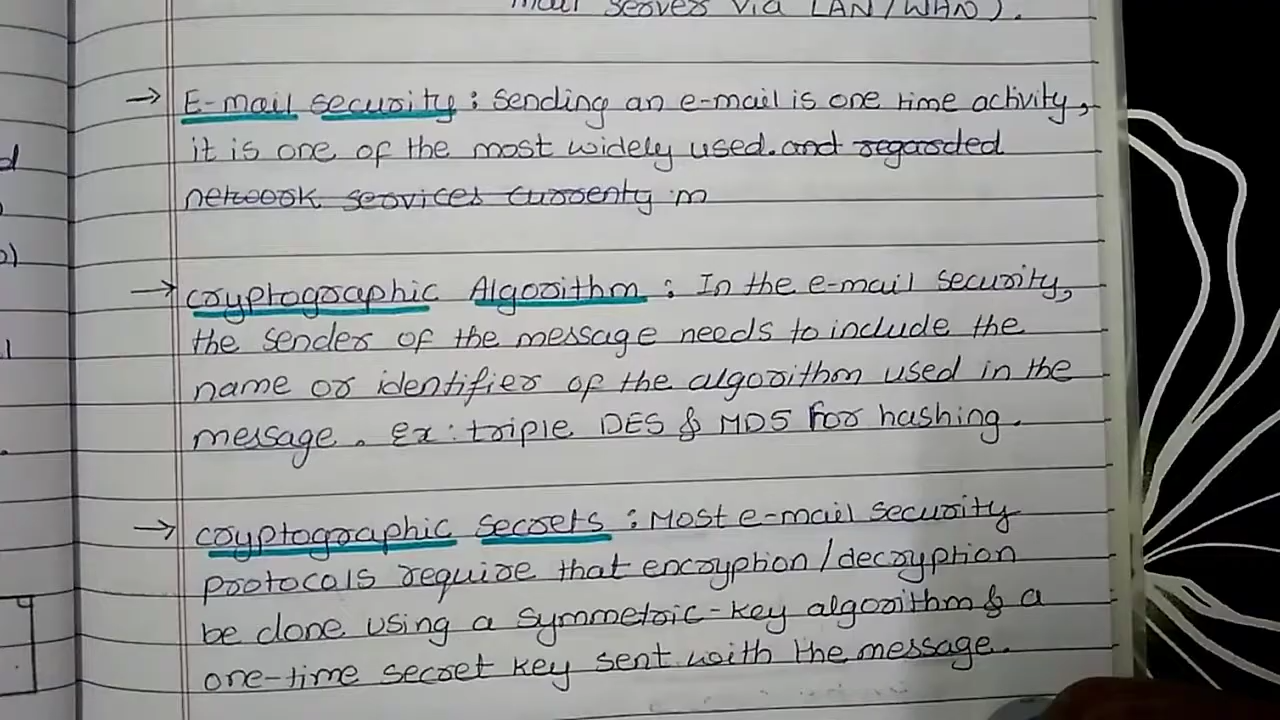 mail server via LAN/WAN).
→ E-mail security : sending an e-mail is one time activity,
it is one of the most widely used. and regarded
network services currenty in
→ cryptographic Algorithm : In the e-mail security,
the sender of the message needs to include the
name or identifier of the algorithm used in the
message. Ex : triple DES & MD5 for hashing.
→ cryptographic secrets : Most e-mail security
protocols require that encryption/decryption
be done using a symmetric-key algorithm & a
one-time secret key sent with the message.